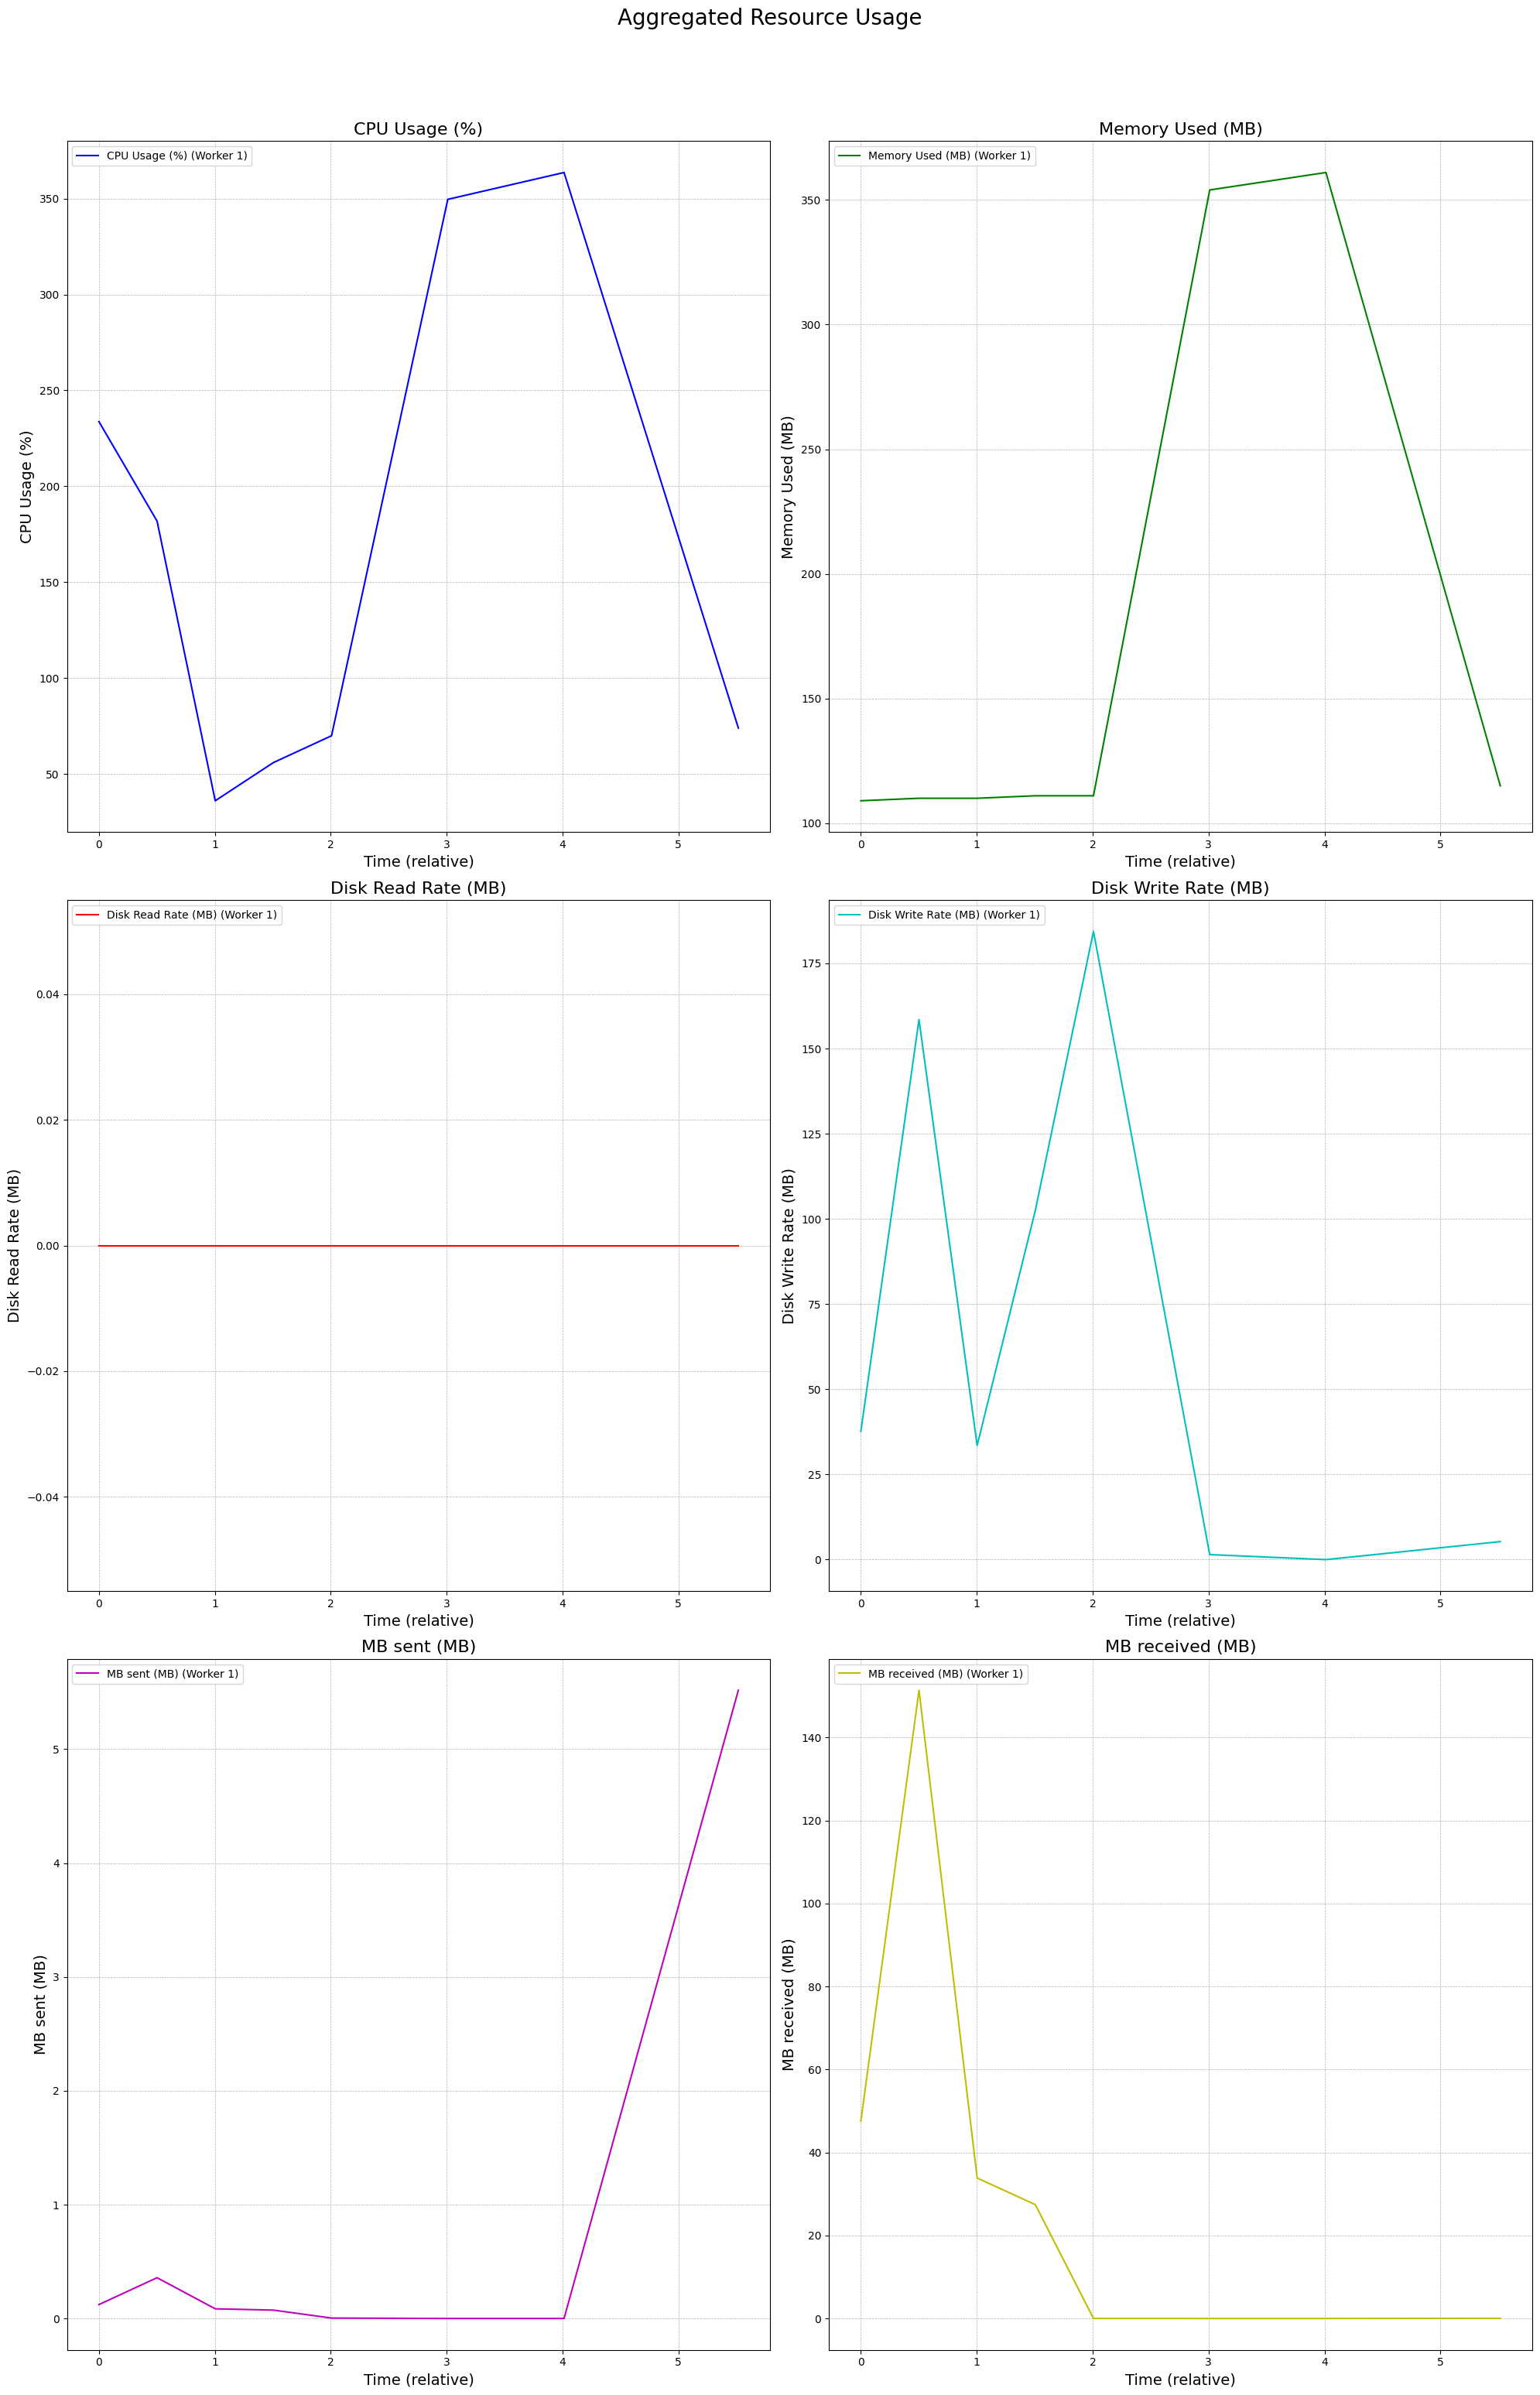 Aggregated Resource Usage
CPU Usage (%)
CPU Usage (%) (Worker 1)
CPU Usage (%)
350
300
250
200
150
100
50
0 1 2 3 4 5
Time (relative)
Memory Used (MB)
Memory Used (MB) (Worker 1)
Memory Used (MB)
350
300
250
200
150
100
0 1 2 3 4 5
Time (relative)
Disk Read Rate (MB)
Disk Read Rate (MB) (Worker 1)
Disk Read Rate (MB)
0.04
0.02
0.00
−0.02
−0.04
0 1 2 3 4 5
Time (relative)
Disk Write Rate (MB)
Disk Write Rate (MB) (Worker 1)
Disk Write Rate (MB)
175
150
125
100
75
50
25
0
0 1 2 3 4 5
Time (relative)
MB sent (MB)
MB sent (MB) (Worker 1)
MB sent (MB)
5
4
3
2
1
0
0 1 2 3 4 5
Time (relative)
MB received (MB)
MB received (MB) (Worker 1)
MB received (MB)
140
120
100
80
60
40
20
0
0 1 2 3 4 5
Time (relative)